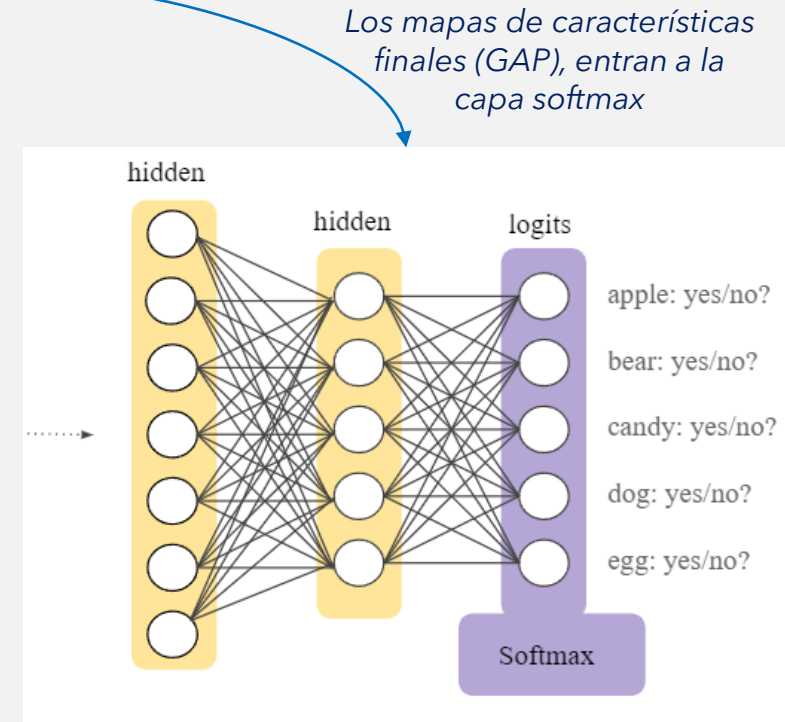 Los mapas de características
finales (GAP), entran a la
capa softmax
hidden
hidden
logits
apple: yes/no?
bear: yes/no?
candy: yes/no?
dog: yes/no?
egg: yes/no?
Softmax